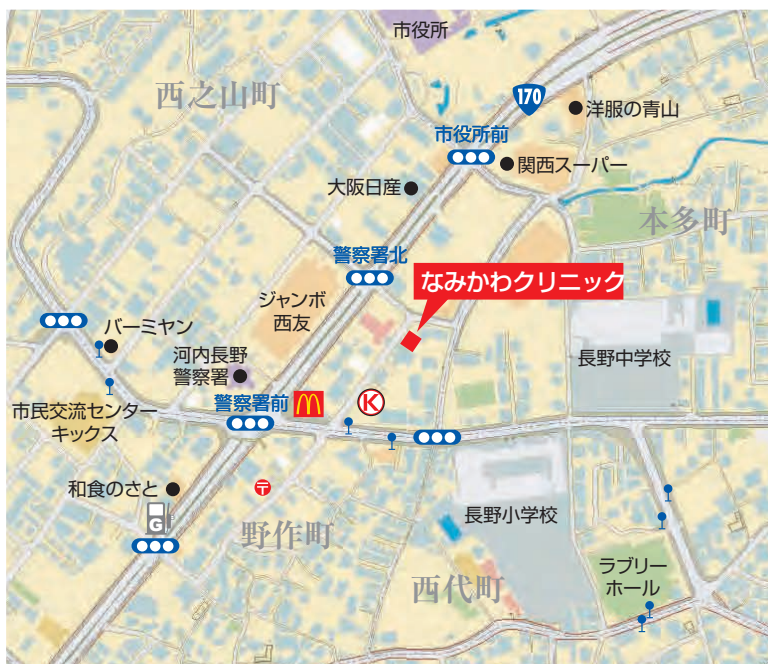 市役所
西之山町
170
洋服の青山
市役所前
関西スーパー
大阪日産
本多町
警察署北
なみかわクリニック
ジャンボ
西友
バーミヤン
河内長野
警察署
長野中学校
警察署前
K
市民交流センター
キックス
和食のさと
〒
G
野作町
長野小学校
西代町
ラブリー
ホール